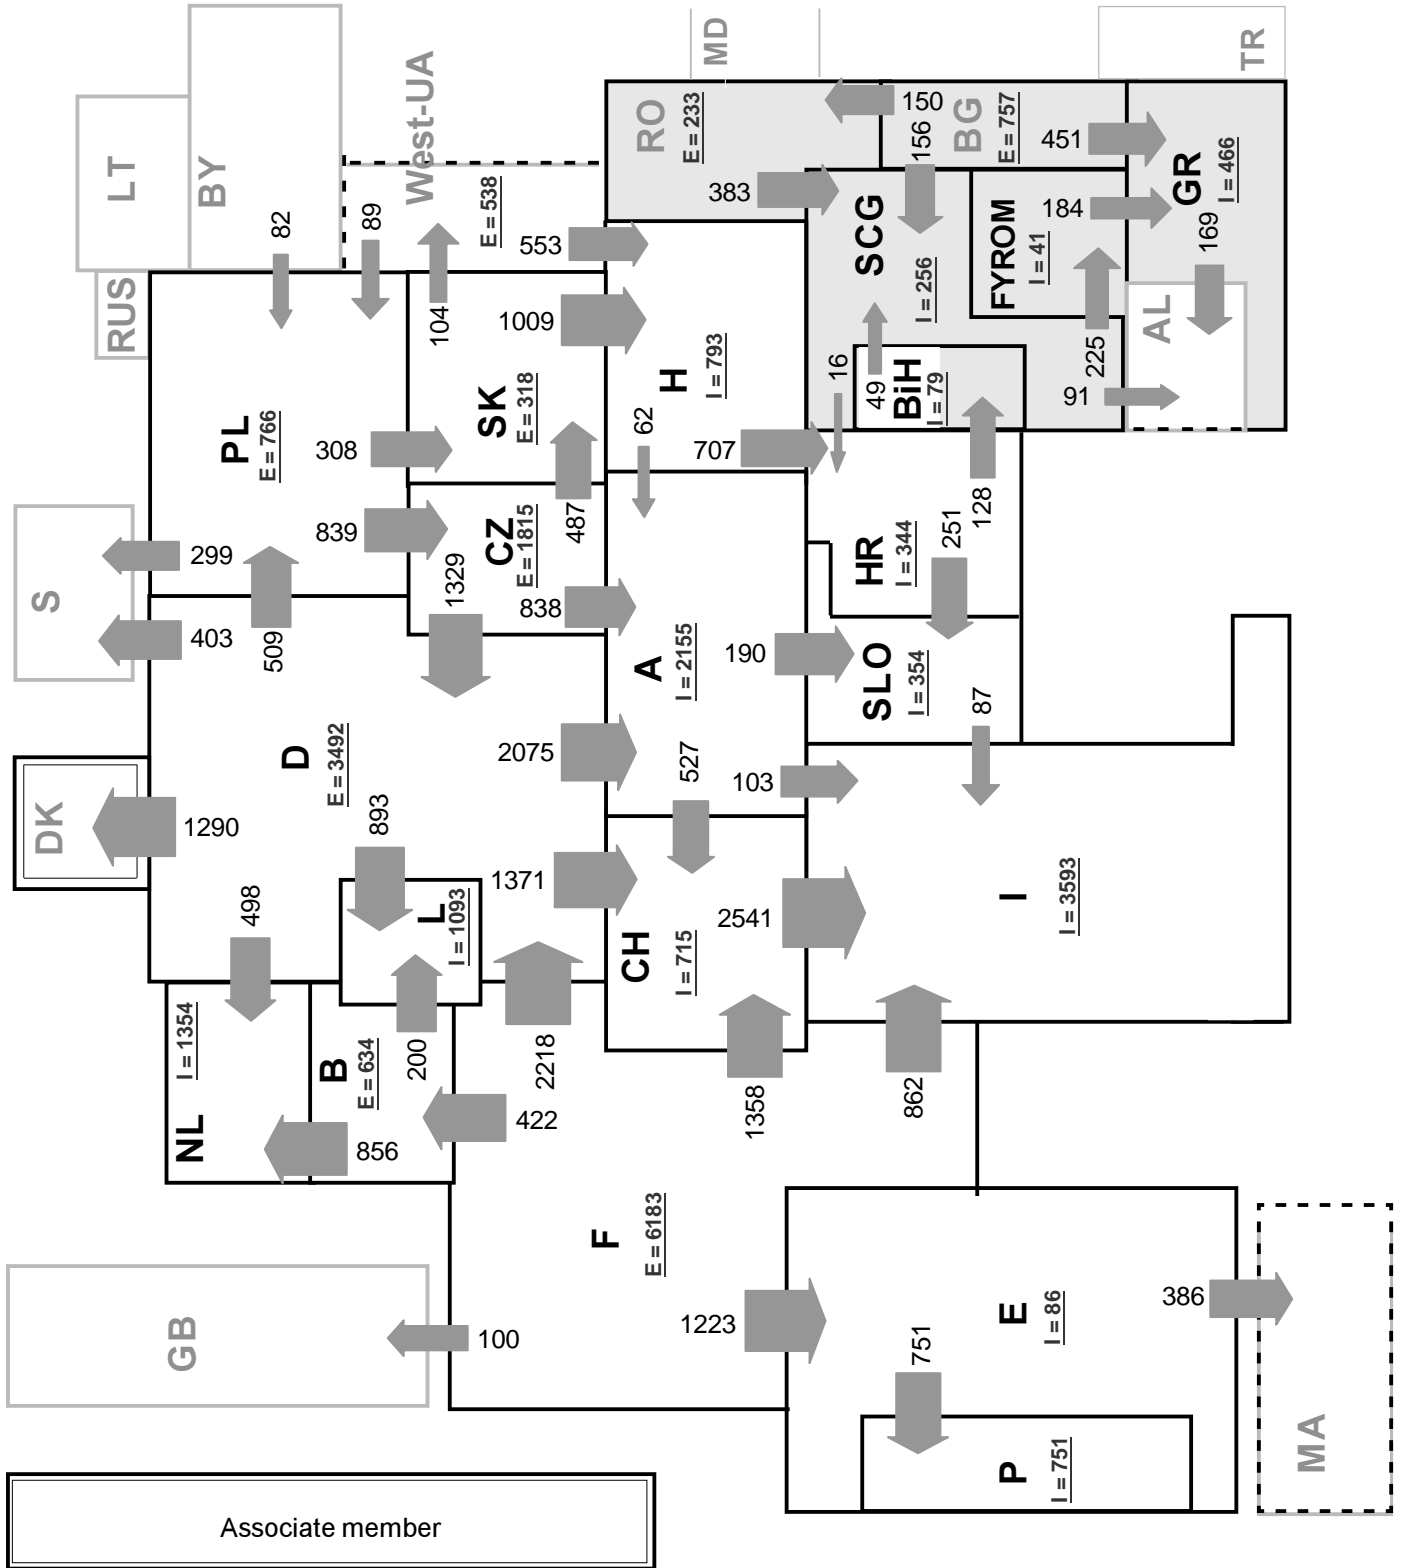 MD
TR
LT
BY
West-UA
RUS
82
89
104
E = 538
553
1009
RO
E = 233
383
150
156
BG
E = 757
451
GR
I = 466
184
169
SCG
I = 256
FYROM
I = 41
225
91
AL
16
49
BiH
I = 79
PL
E = 766
308
839
299
509
S
403
SK
E = 318
487
CZ
E = 1815
1329
838
H
I = 793
62
707
128
HR
I = 344
251
A
I = 2155
190
SLO
I = 354
87
D
E = 3492
2075
527
103
DK
1290
893
1371
498
L
I = 1093
CH
I = 715
2541
I
I = 3593
NL
I = 1354
B
E = 634
200
2218
1358
862
422
856
F
E = 6183
GB
100
1223
E
I = 86
386
751
P
I = 751
MA
Associate member